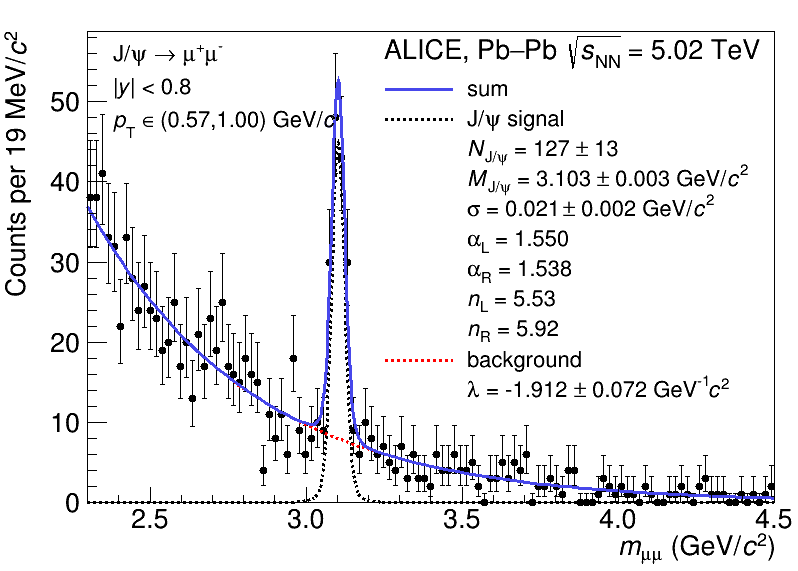 J/ψ → μ⁺μ⁻
|y| < 0.8
p_T ∈ (0.57,1.00) GeV/c
ALICE, Pb–Pb √s_NN = 5.02 TeV
sum
J/ψ signal
N_J/ψ = 127 ± 13
M_J/ψ = 3.103 ± 0.003 GeV/c²
σ = 0.021 ± 0.002 GeV/c²
α_L = 1.550
α_R = 1.538
n_L = 5.53
n_R = 5.92
background
λ = -1.912 ± 0.072 GeV⁻¹c²
Counts per 19 MeV/c²
50
40
30
20
10
0
2.5 3.0 3.5 4.0 4.5
m_μμ (GeV/c²)